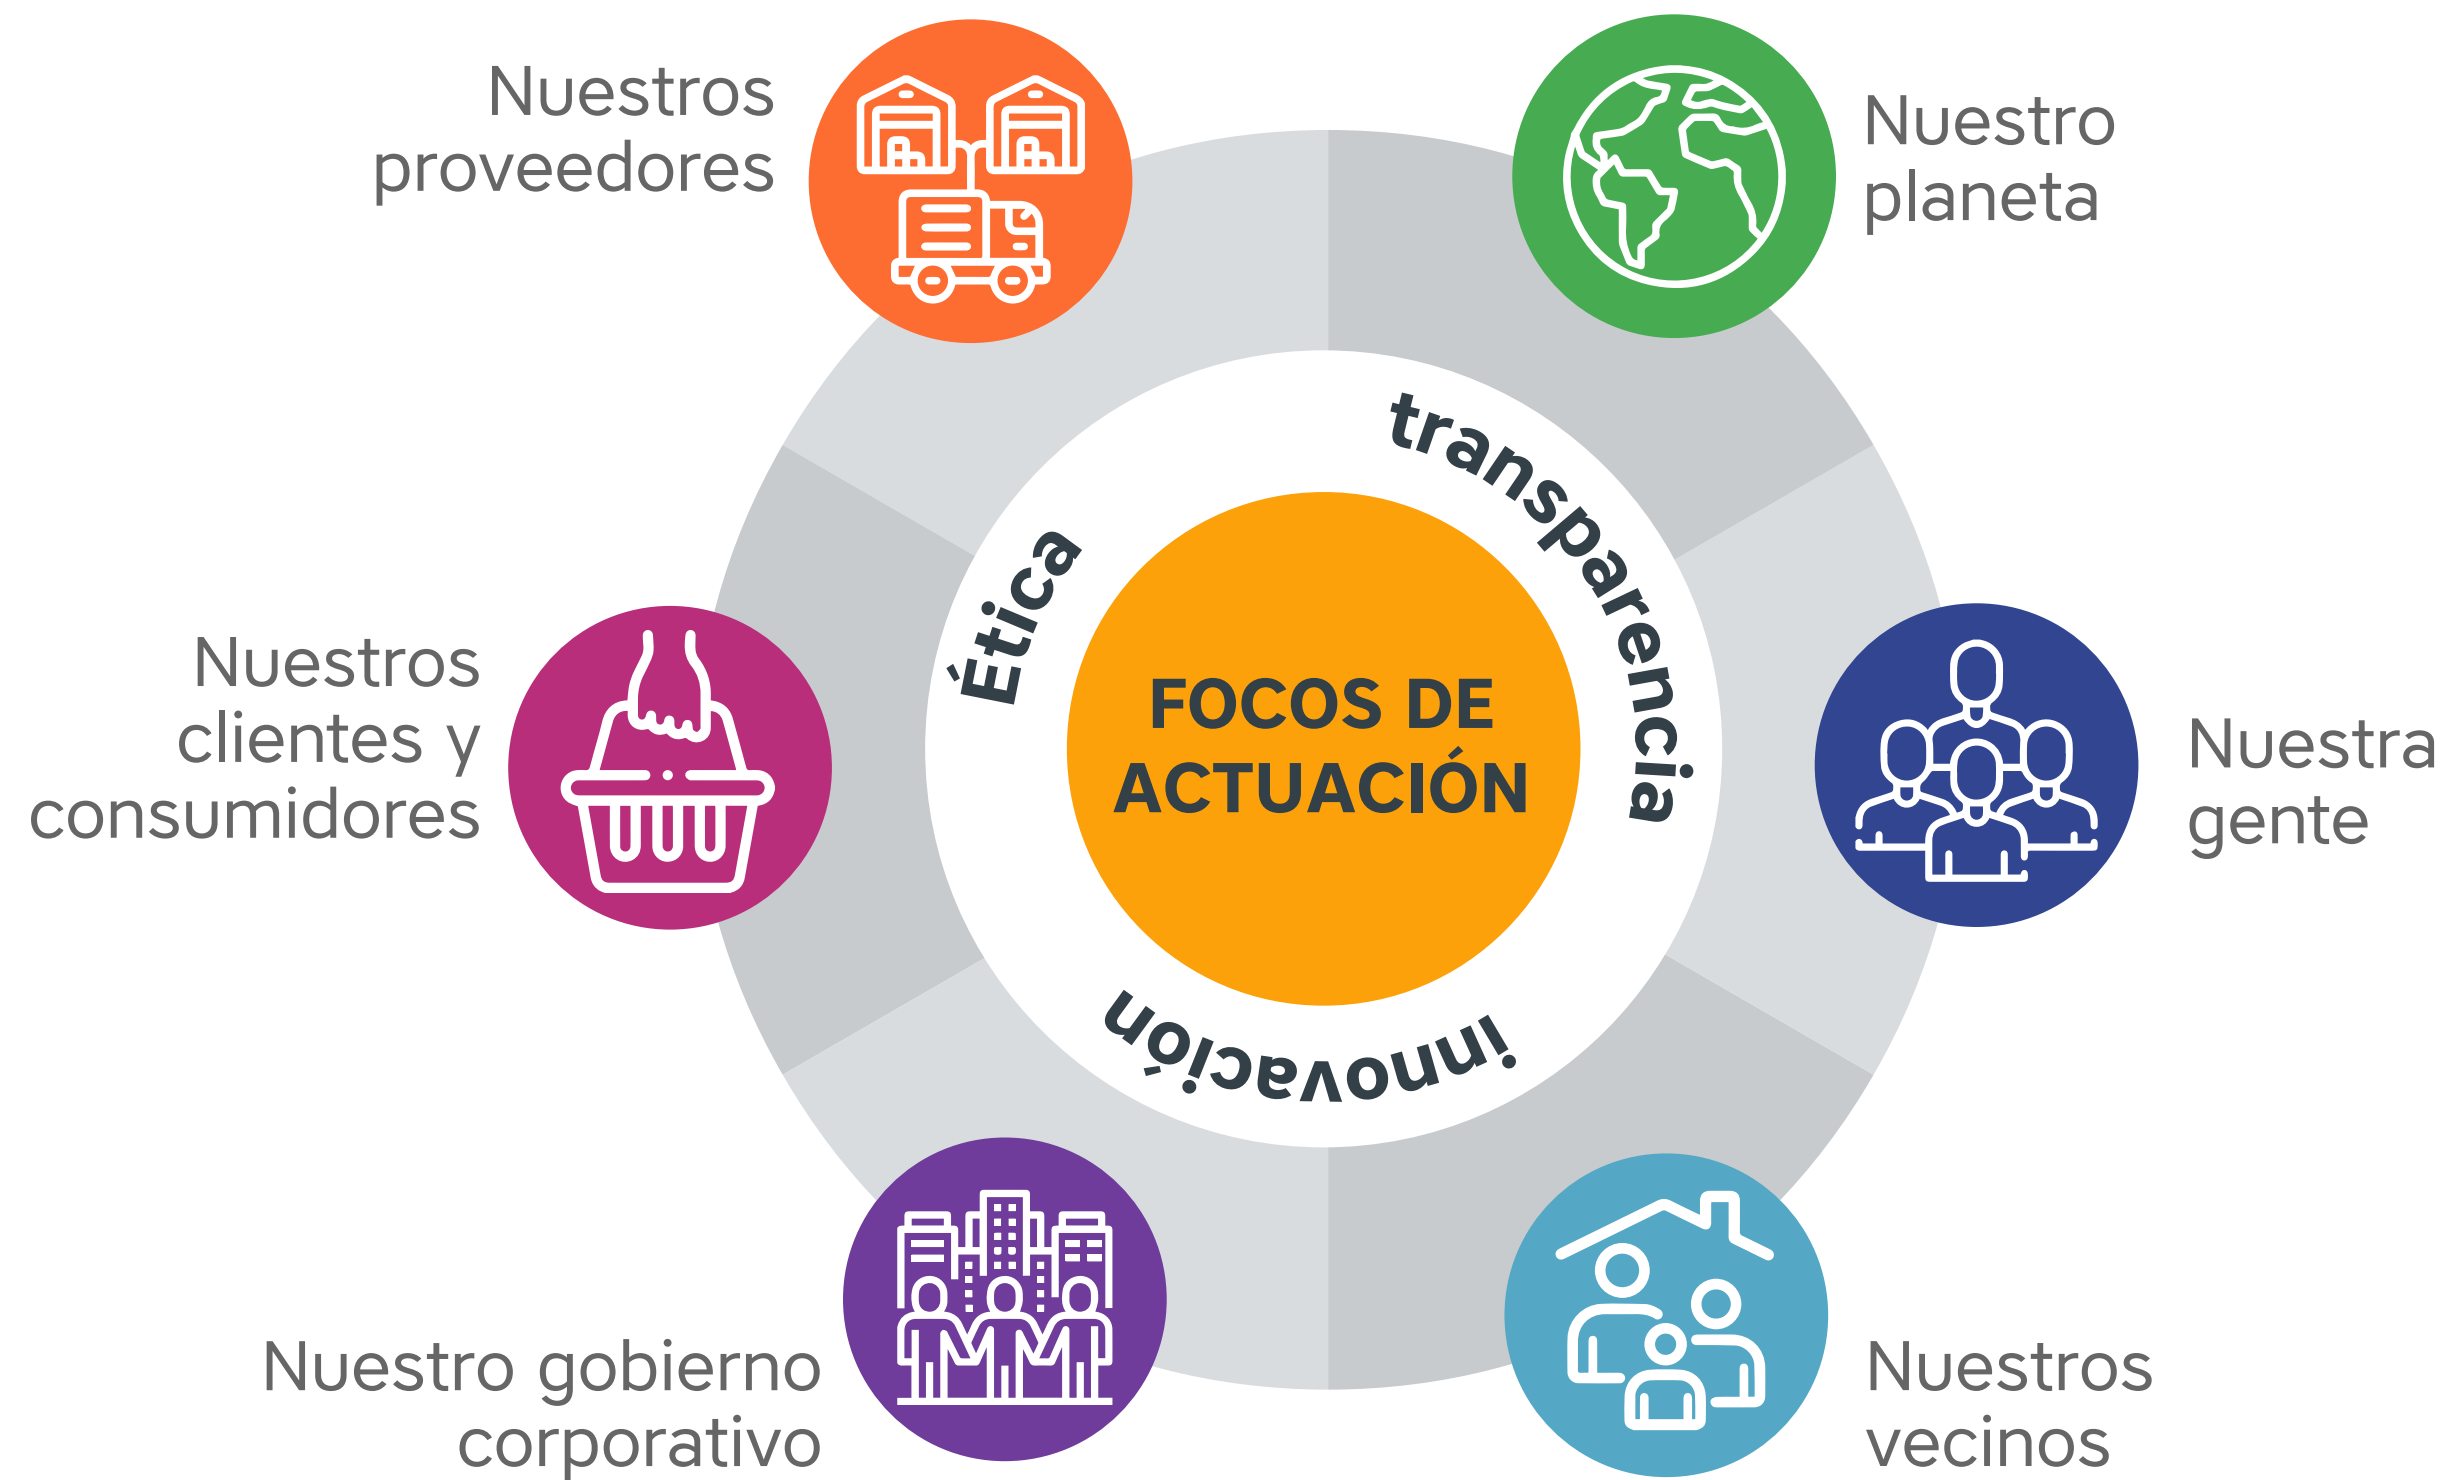 Nuestros
proveedores
Nuestro
planeta
Ética
transparencia
innovación
FOCOS DE
ACTUACIÓN
Nuestros
clientes y
consumidores
Nuestra
gente
Nuestro gobierno
corporativo
Nuestros
vecinos